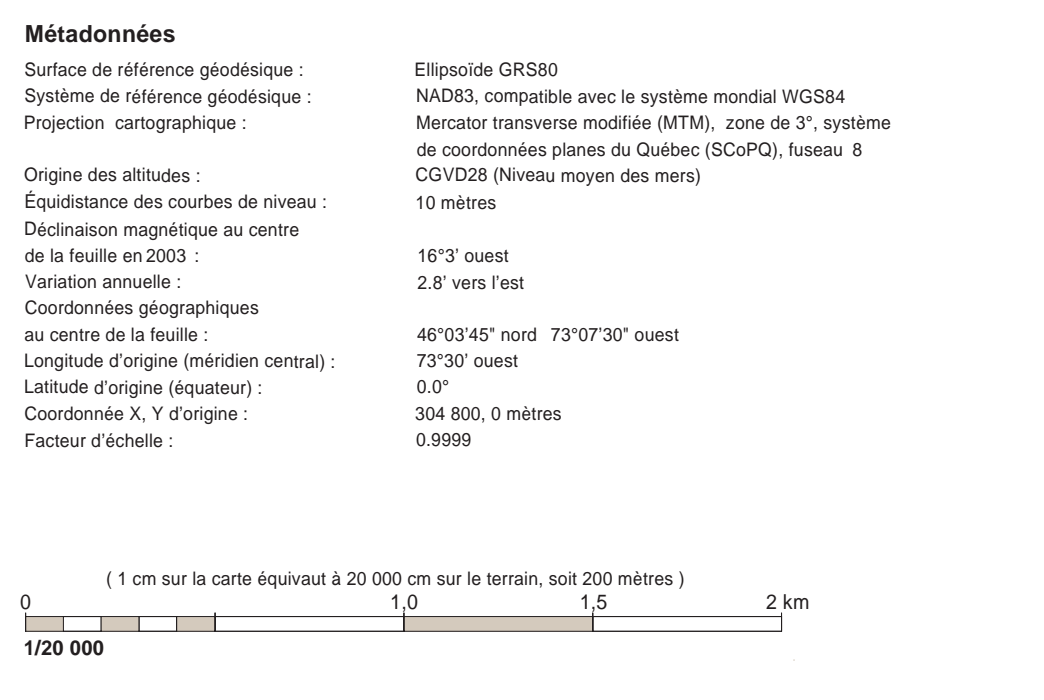 Métadonnées
Surface de référence géodésique : Ellipsoïde GRS80
Système de référence géodésique : NAD83, compatible avec le système mondial WGS84
Projection cartographique : Mercator transverse modifiée (MTM), zone de 3°, système
de coordonnées planes du Québec (SCoPQ), fuseau 8
Origine des altitudes : CGVD28 (Niveau moyen des mers)
Équidistance des courbes de niveau : 10 mètres
Déclinaison magnétique au centre
de la feuille en 2003 : 16°3' ouest
Variation annuelle : 2.8' vers l'est
Coordonnées géographiques
au centre de la feuille : 46°03'45" nord 73°07'30" ouest
Longitude d'origine (méridien central) : 73°30' ouest
Latitude d'origine (équateur) : 0.0°
Coordonnée X, Y d'origine : 304 800, 0 mètres
Facteur d'échelle : 0.9999
( 1 cm sur la carte équivaut à 20 000 cm sur le terrain, soit 200 mètres )
0 1,0 1,5 2 km
1/20 000